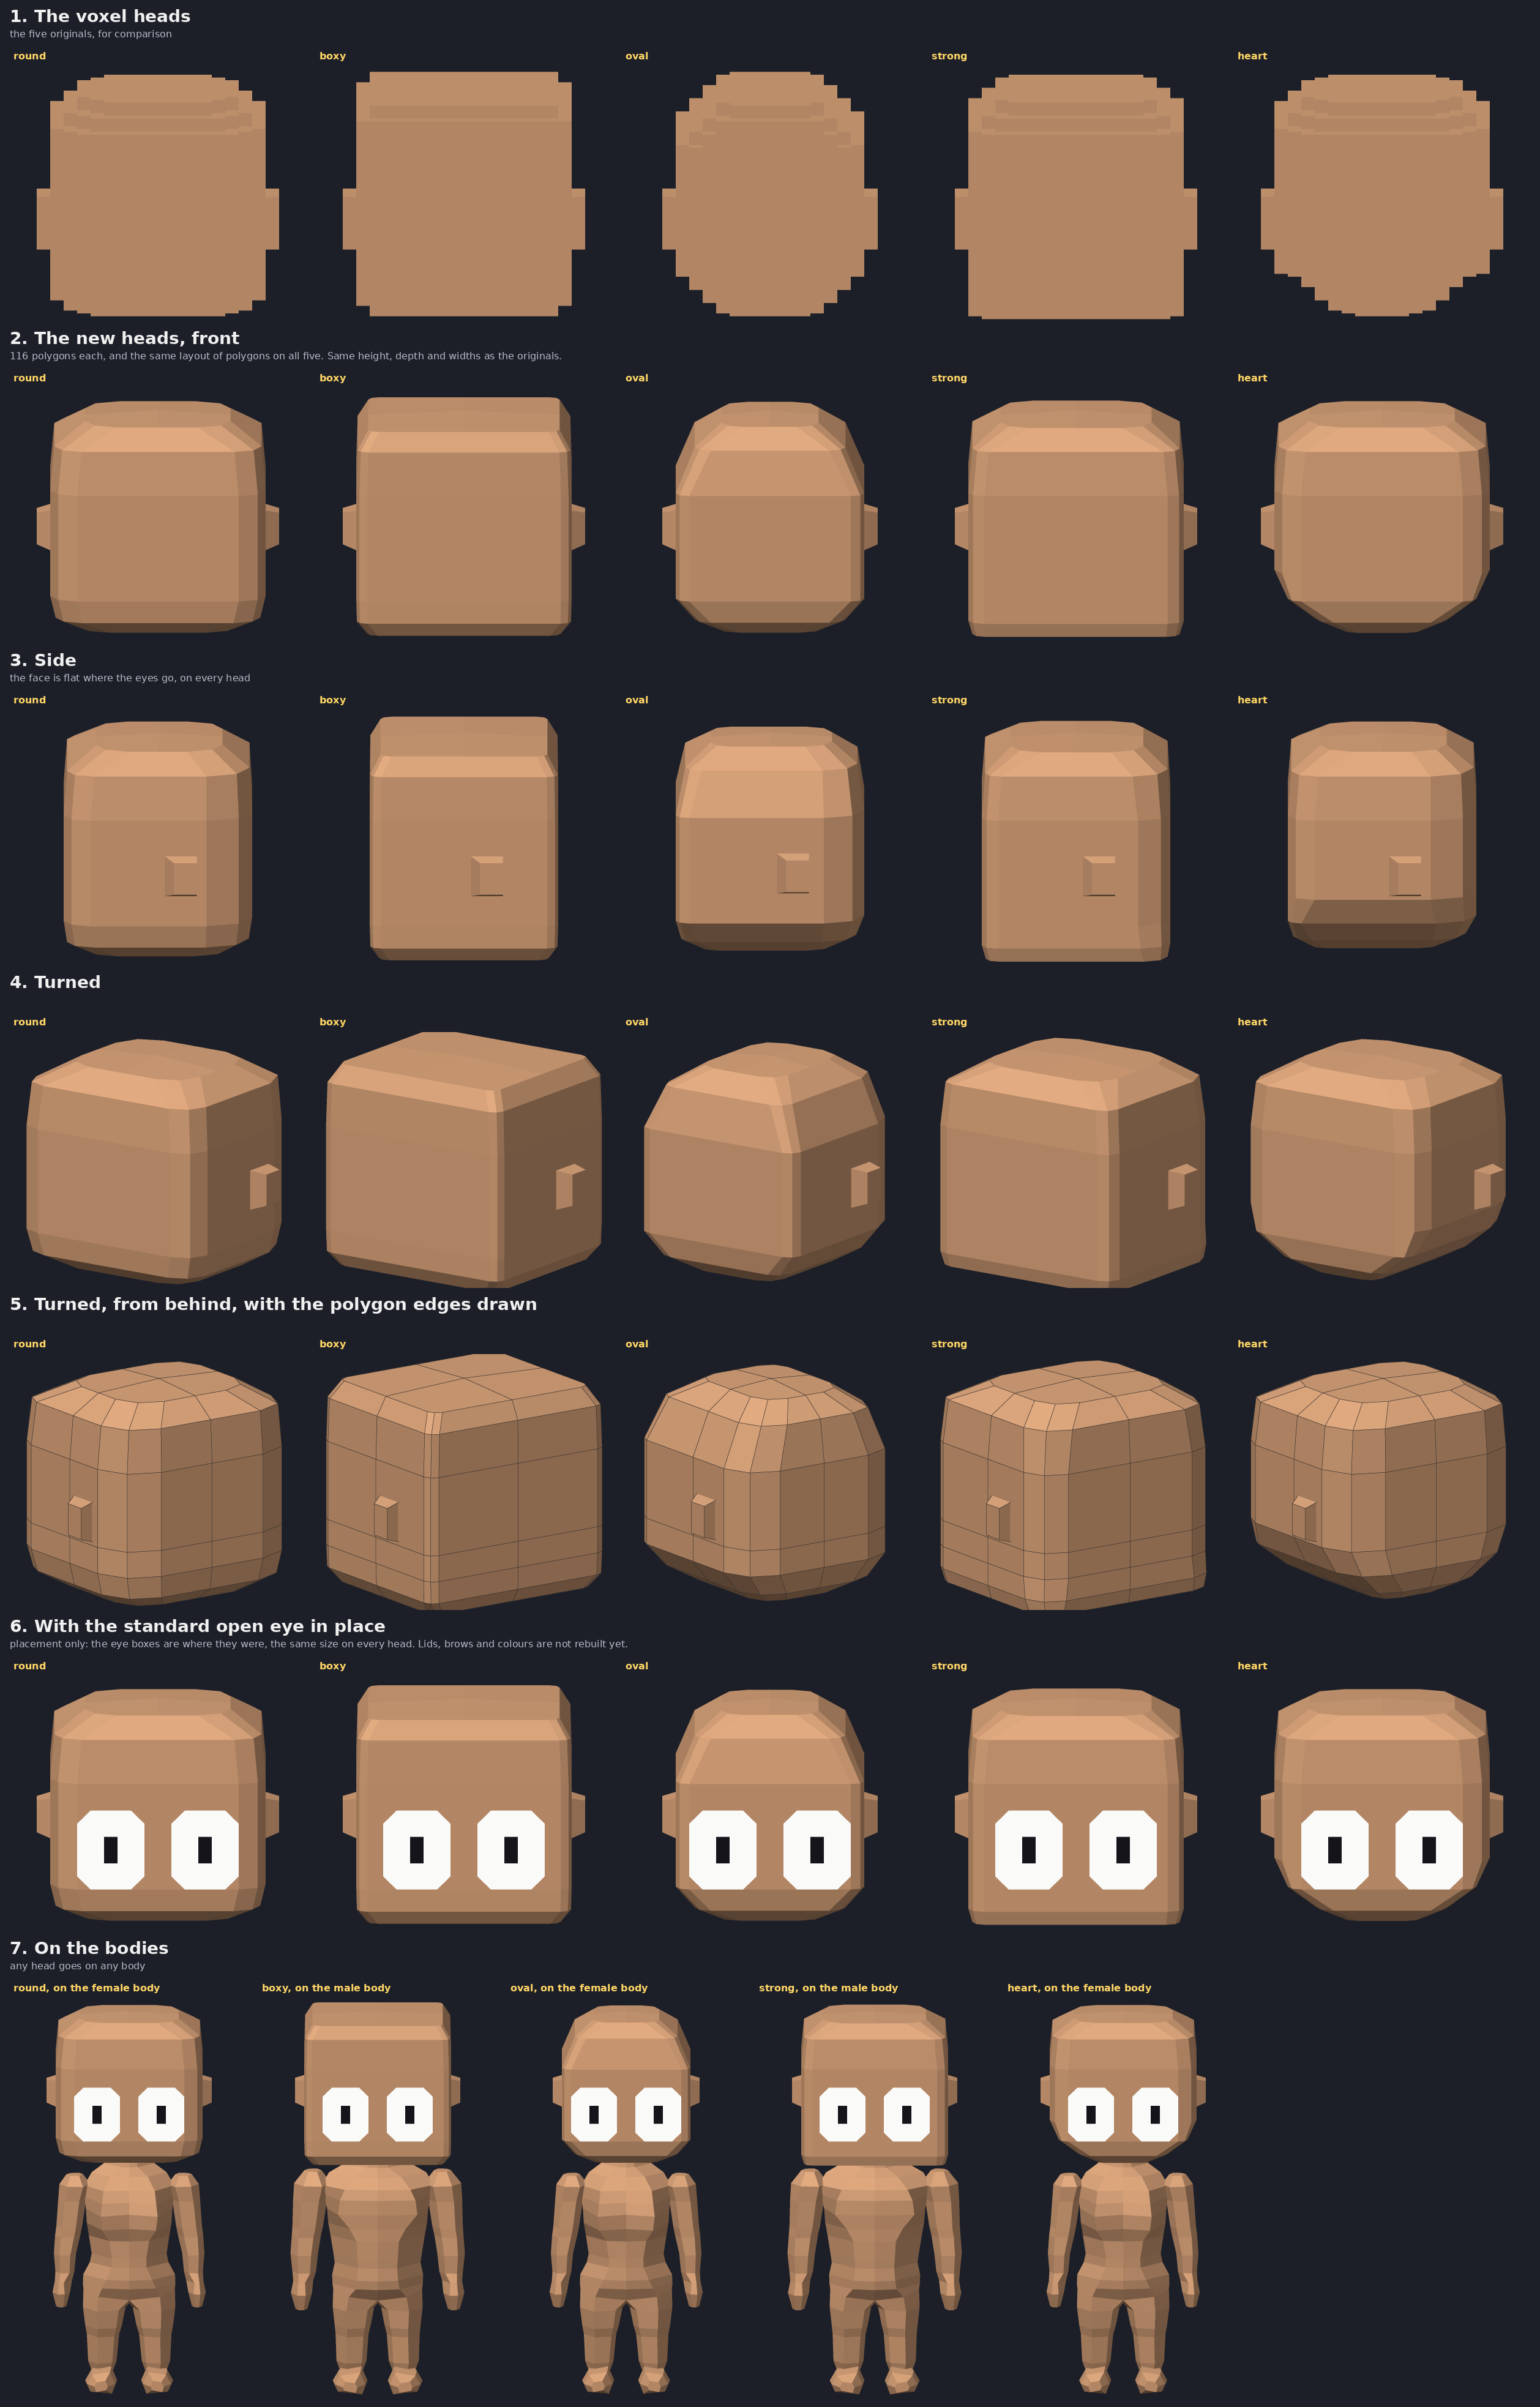 1. The voxel heads
the five originals, for comparison
round boxy oval strong heart
2. The new heads, front
116 polygons each, and the same layout of polygons on all five. Same height, depth and widths as the originals.
round boxy oval strong heart
3. Side
the face is flat where the eyes go, on every head
round boxy oval strong heart
4. Turned
round boxy oval strong heart
5. Turned, from behind, with the polygon edges drawn
round boxy oval strong heart
6. With the standard open eye in place
placement only: the eye boxes are where they were, the same size on every head. Lids, brows and colours are not rebuilt yet.
round boxy oval strong heart
7. On the bodies
any head goes on any body
round, on the female body boxy, on the male body oval, on the female body strong, on the male body heart, on the female body